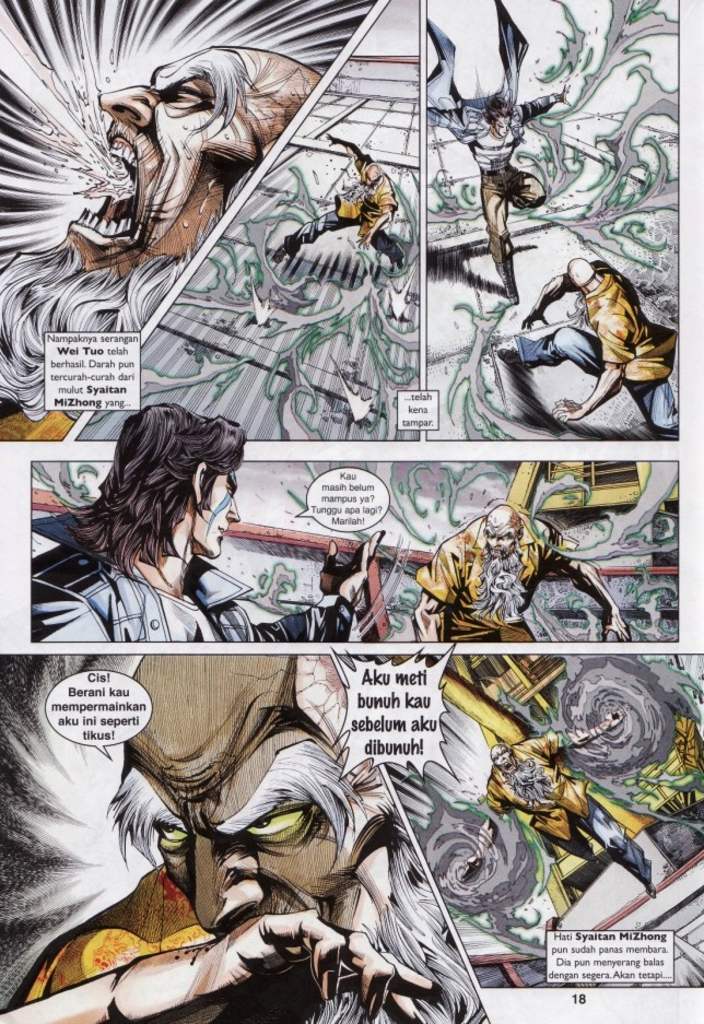 Nampaknya serangan
Wei Tuo telah
berhasil. Darah pun
tercurah-curah dari
mulut Syaitan
MiZhong yang...
...telah
kena
tampar.
Kau
masih belum
mampus ya?
Tunggu apa lagi?
Marilah!
Cis!
Berani kau
mempermainkan
aku ini seperti
tikus!
Aku meti
bunuh kau
sebelum aku
dibunuh!
Hati Syaitan MiZhong
pun sudah panas membara.
Dia pun menyerang balas
dengan segera. Akan tetapi....
18